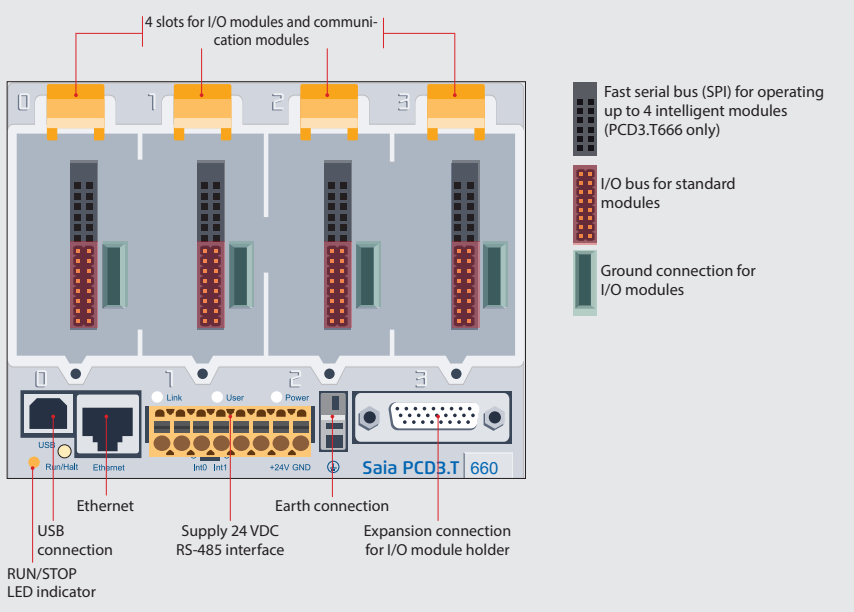 4 slots for I/O modules and communi-
cation modules
0 1 2 3
Fast serial bus (SPI) for operating
up to 4 intelligent modules
(PCD3.T666 only)
I/O bus for standard
modules
Ground connection for
I/O modules
0 1 2 3
Link User Power
USB
Run/Halt Ethernet Int0 Int1 +24V GND Saia PCD3.T 660
Ethernet
Earth connection
USB
connection
Supply 24 VDC
RS-485 interface
Expansion connection
for I/O module holder
RUN/STOP
LED indicator